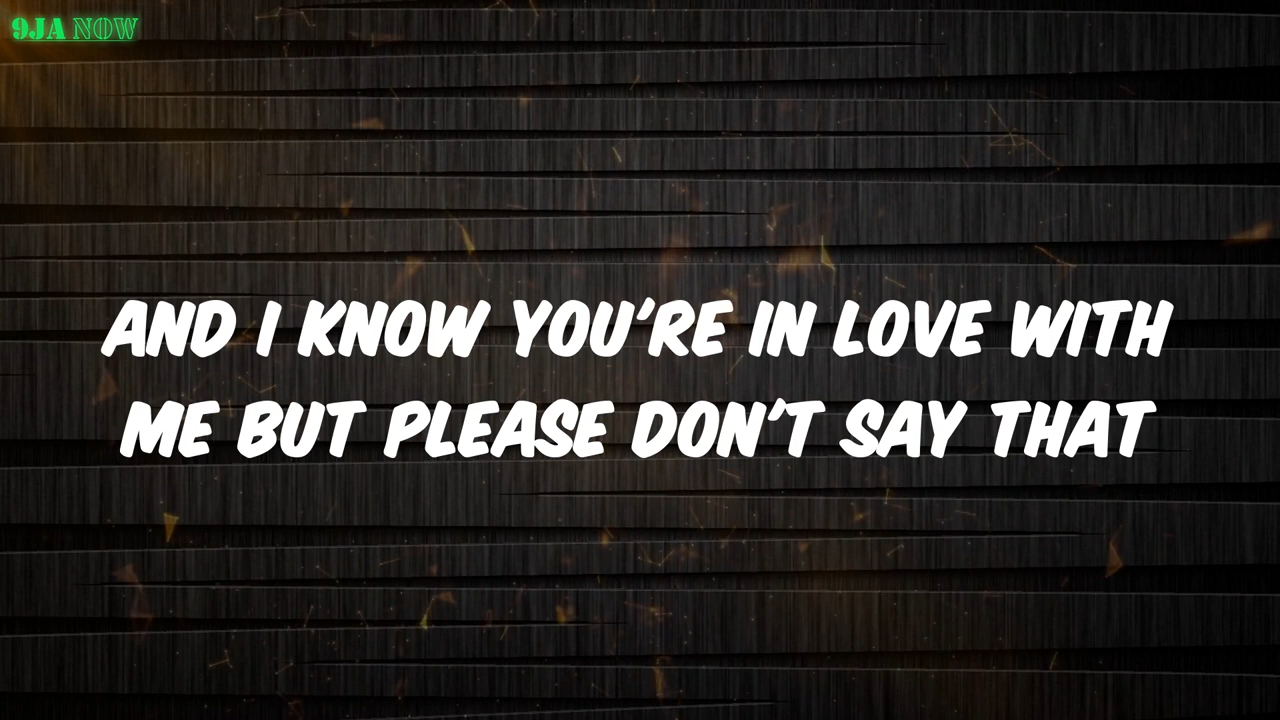 9JA NOW
AND I KNOW YOU'RE IN LOVE WITH
ME BUT PLEASE DON'T SAY THAT